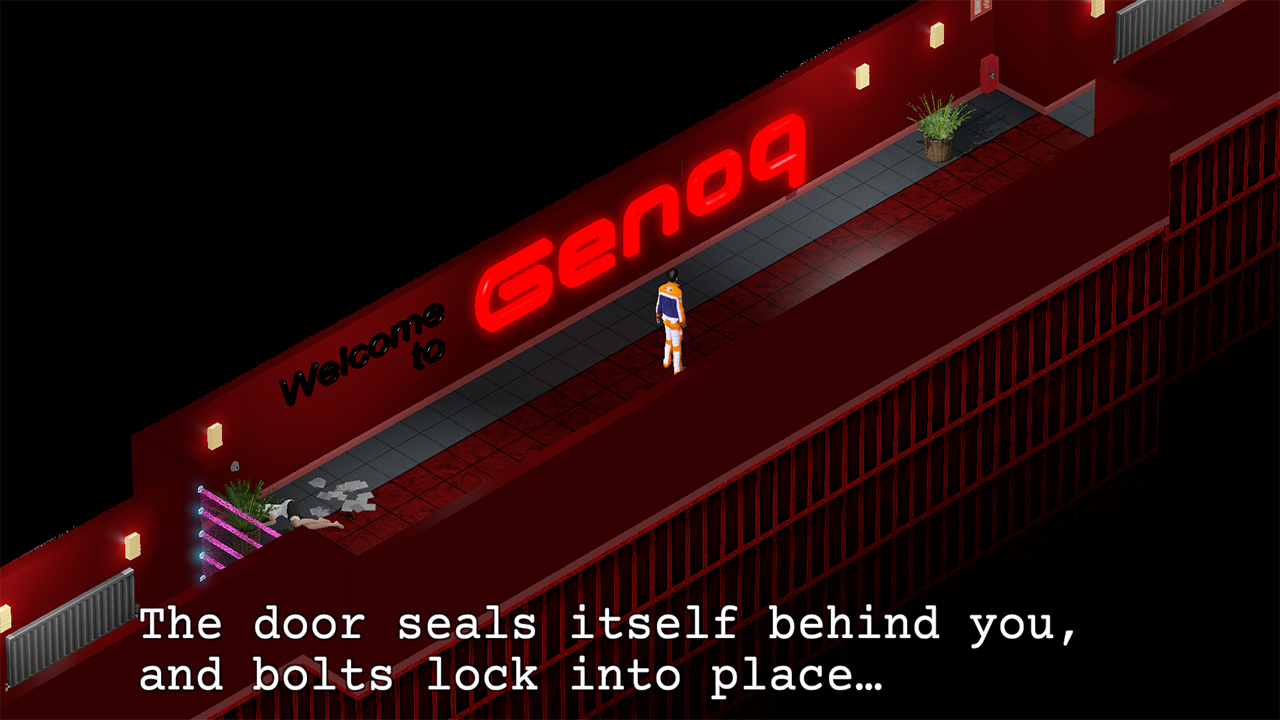 Welcome
to
Genoq
The door seals itself behind you,
and bolts lock into place…